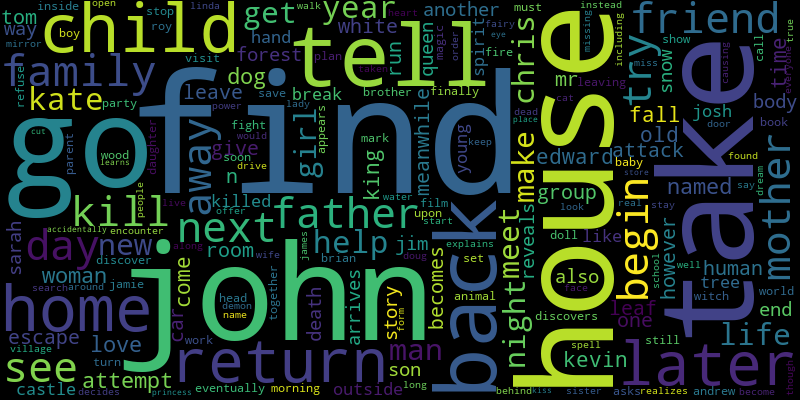 tom
inside
open
linda
walk
heart
child
stop
roy
get
year
another
hand
white
tell
way
boy
mirror
visit
plan
magic
order
fairy
eye
missing
including
instead
friend
must
show
miss
call
family
forest
run
queen
spirit
fire
chris
try
snow
time
true
everyone
causing
refuse
kate
party
dog
leave
break
save
brother
taken
finally
lady
mr
leaving
body
book
power
daughter
fight
would
dead
place
cat
fall
josh
door
go
find
house
take
cut
wood
learns
parent
away
girl
give
appears
mark
keep
king
meanwhile
young
make
edward
old
attack
soon
drive
n
baby
named
found
say
dream
store
kill
people
live
killed
offer
water
film
upon
start
group
look
real
stay
school
like
doll
mother
next
father
meet
reveals
however
well
human
tree
witch
world
sarah
day
new
accidentally
encounter
along
james
help
jim
doug
explains
also
begin
woman
discover
come
room
wife
brian
set
face
leaf
one
end
home
search
around
jamie
john
head
demon
name
together
death
arrives
story
form
becomes
animal
back
night
discovers
spell
still
life
escape
love
village
turn
car
work
return
man
son
kevin
later
see
attempt
castle
decides
princess
eventually
morning
outside
long
behind
kiss
sister
asks
realizes
andrew
become
though